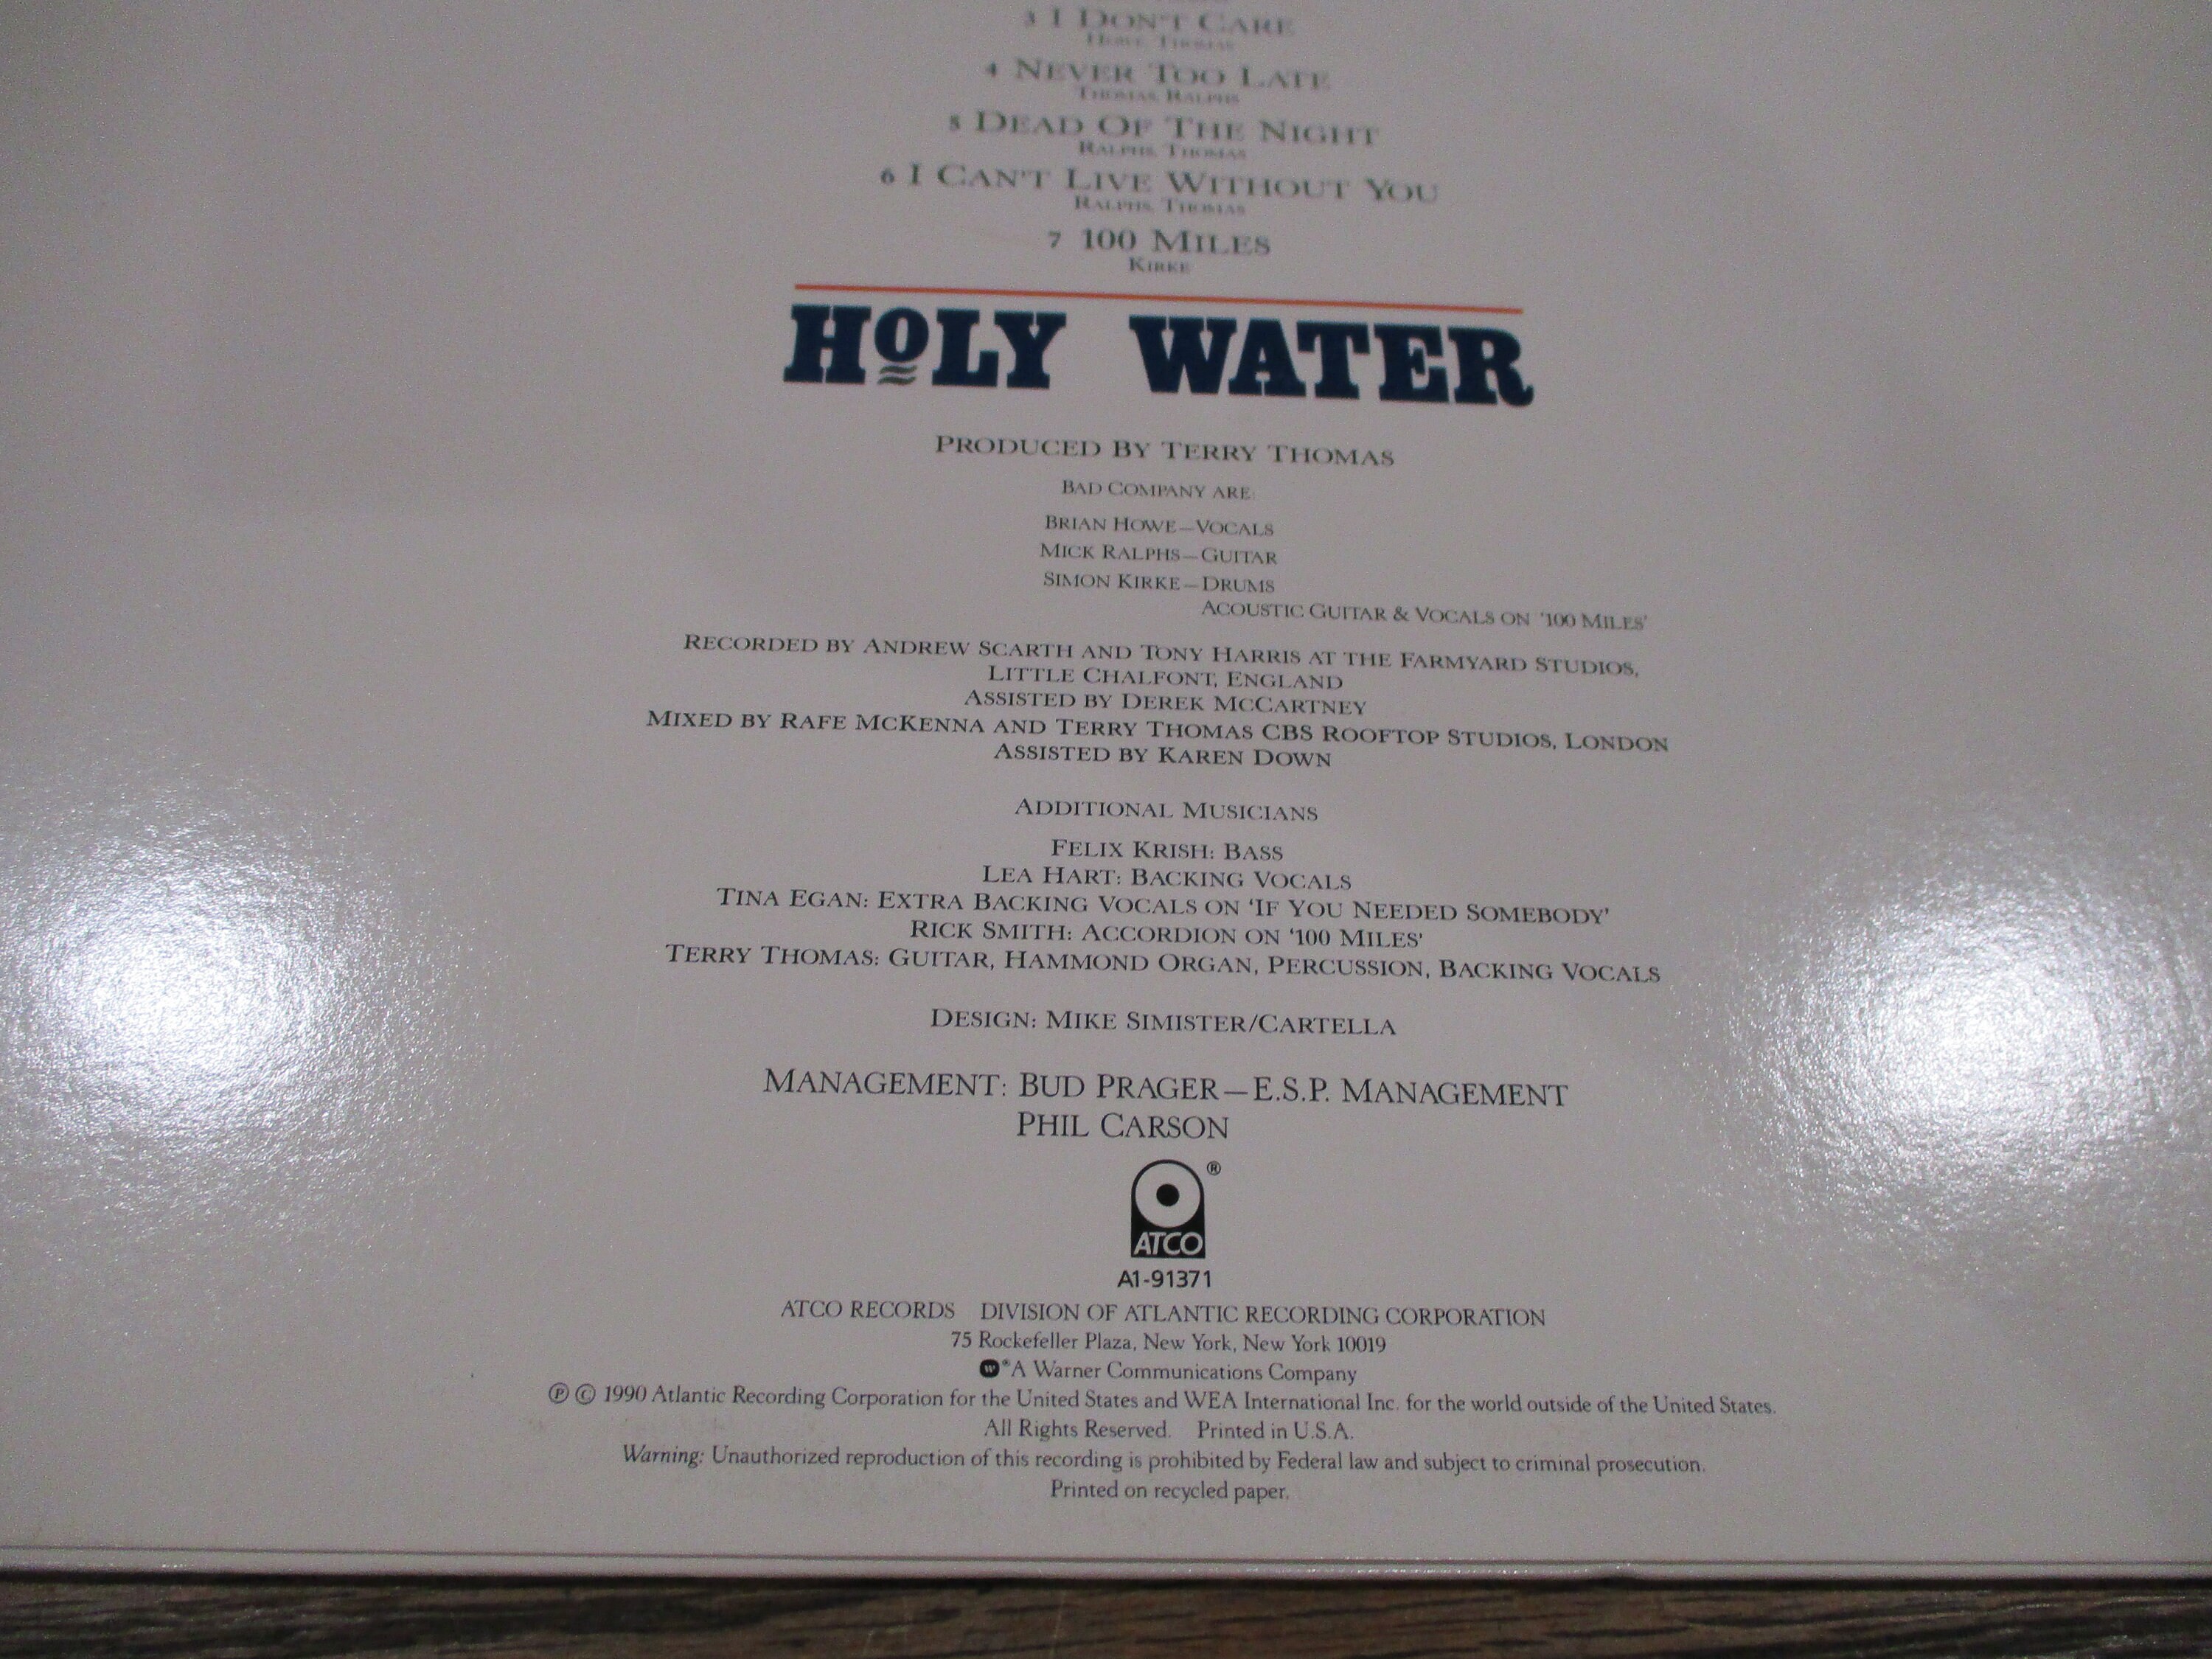 3 I DON'T CARE
HOWE, THOMAS
4 NEVER TOO LATE
THOMAS, RALPHS
5 DEAD OF THE NIGHT
RALPHS, THOMAS
6 I CAN'T LIVE WITHOUT YOU
RALPHS, THOMAS
7 100 MILES
KIRKE
HOLY WATER
PRODUCED BY TERRY THOMAS
BAD COMPANY ARE:
BRIAN HOWE—VOCALS
MICK RALPHS—GUITAR
SIMON KIRKE—DRUMS
ACOUSTIC GUITAR & VOCALS ON '100 MILES'
RECORDED BY ANDREW SCARTH AND TONY HARRIS AT THE FARMYARD STUDIOS,
LITTLE CHALFONT, ENGLAND
ASSISTED BY DEREK MCCARTNEY
MIXED BY RAFE MCKENNA AND TERRY THOMAS CBS ROOFTOP STUDIOS, LONDON
ASSISTED BY KAREN DOWN
ADDITIONAL MUSICIANS
FELIX KRISH: BASS
LEA HART: BACKING VOCALS
TINA EGAN: EXTRA BACKING VOCALS ON 'IF YOU NEEDED SOMEBODY'
RICK SMITH: ACCORDION ON '100 MILES'
TERRY THOMAS: GUITAR, HAMMOND ORGAN, PERCUSSION, BACKING VOCALS
DESIGN: MIKE SIMISTER/CARTELLA
MANAGEMENT: BUD PRAGER—E.S.P. MANAGEMENT
PHIL CARSON
®
ATCO
A1-91371
ATCO RECORDS DIVISION OF ATLANTIC RECORDING CORPORATION
75 Rockefeller Plaza, New York, New York 10019
w ® A Warner Communications Company
℗ © 1990 Atlantic Recording Corporation for the United States and WEA International Inc. for the world outside of the United States.
All Rights Reserved. Printed in U.S.A.
Warning: Unauthorized reproduction of this recording is prohibited by Federal law and subject to criminal prosecution.
Printed on recycled paper.